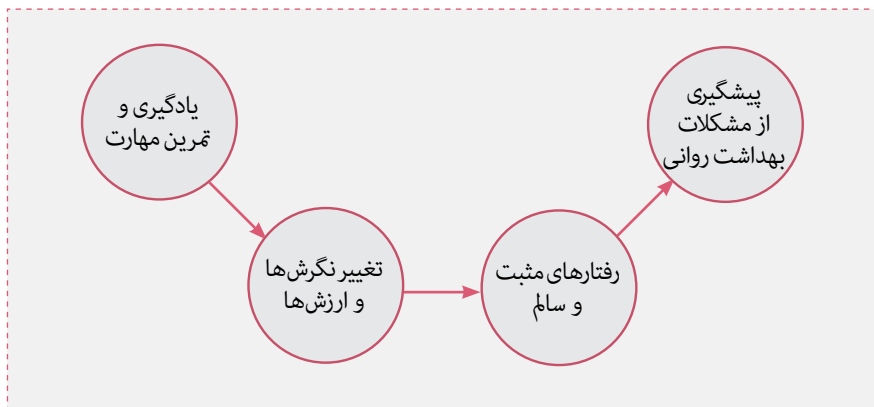 یادگیری و
تمرین مهارت
تغییر نگرش‌ها
و ارزش‌ها
رفتارهای مثبت
و سالم
پیشگیری
از مشکلات
بهداشت روانی